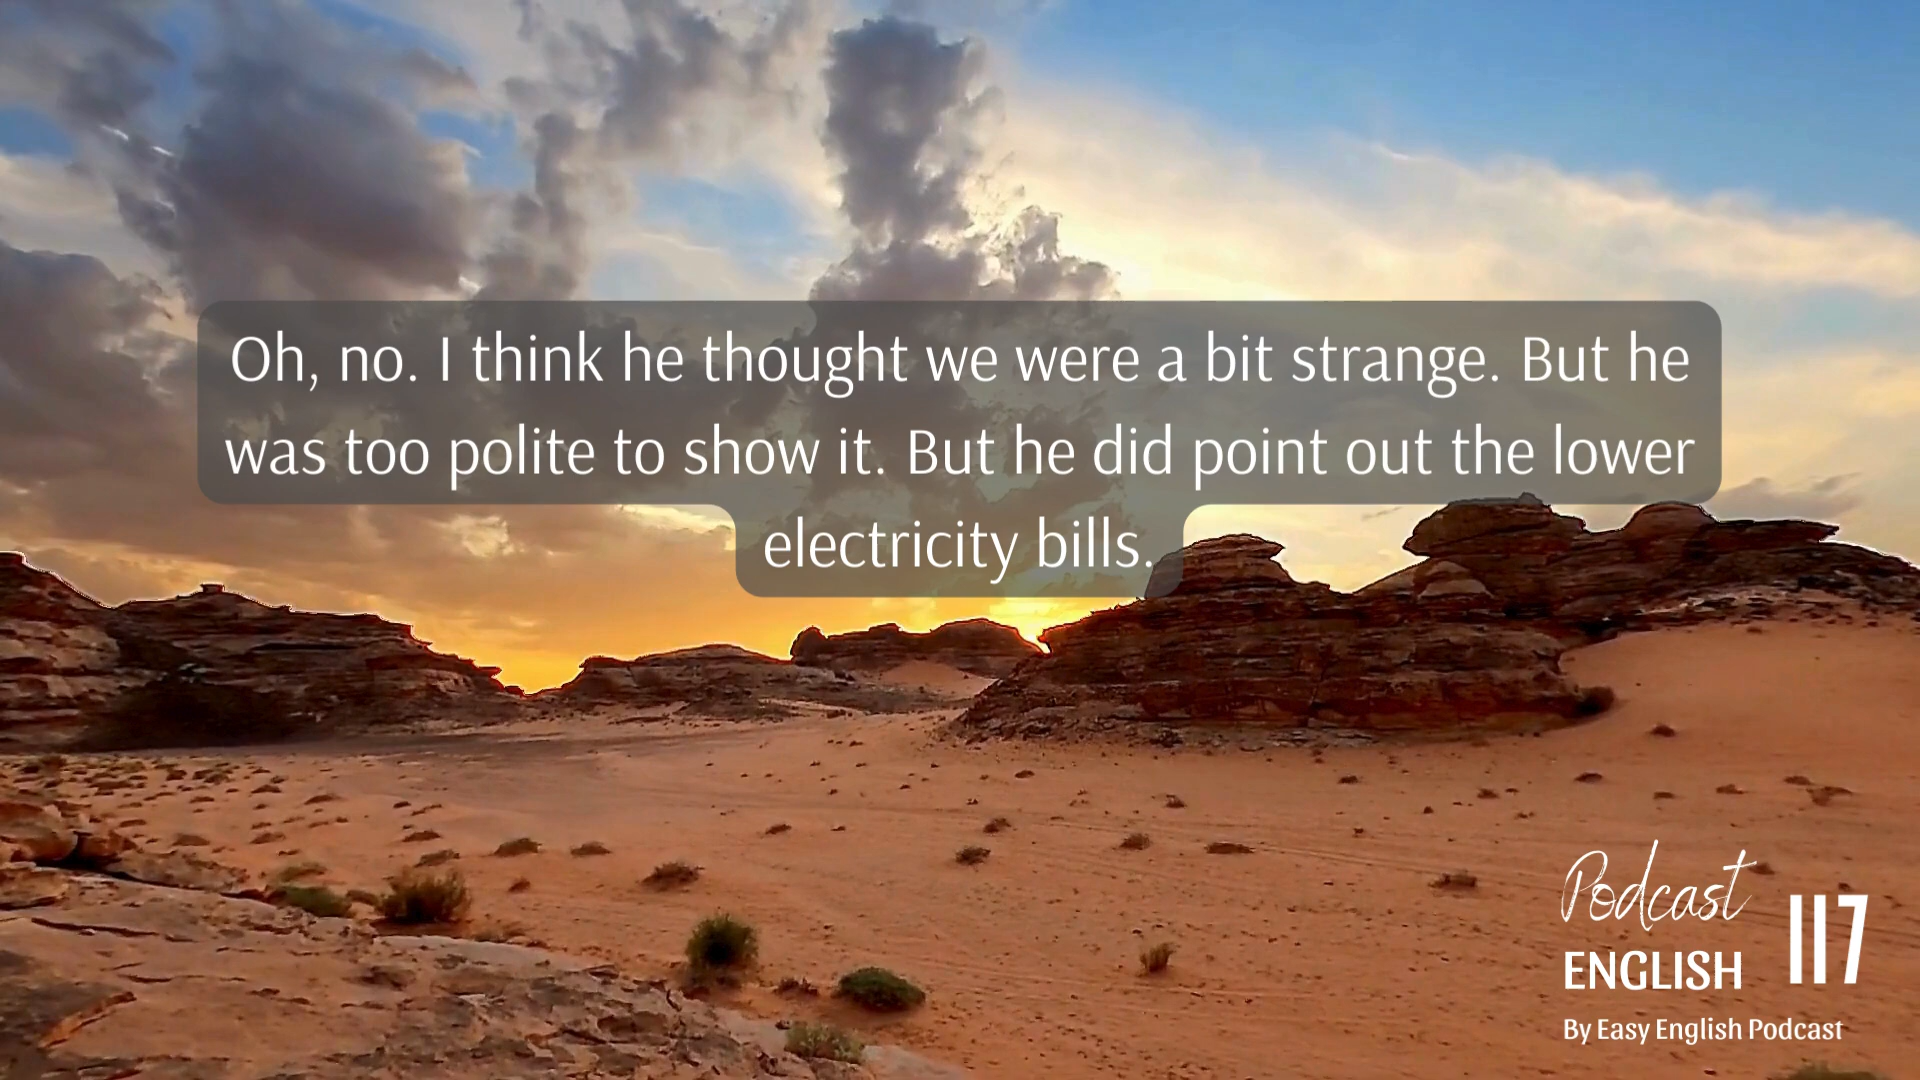 Oh, no. I think he thought we were a bit strange. But he
was too polite to show it. But he did point out the lower
electricity bills.
Podcast
ENGLISH
117
By Easy English Podcast